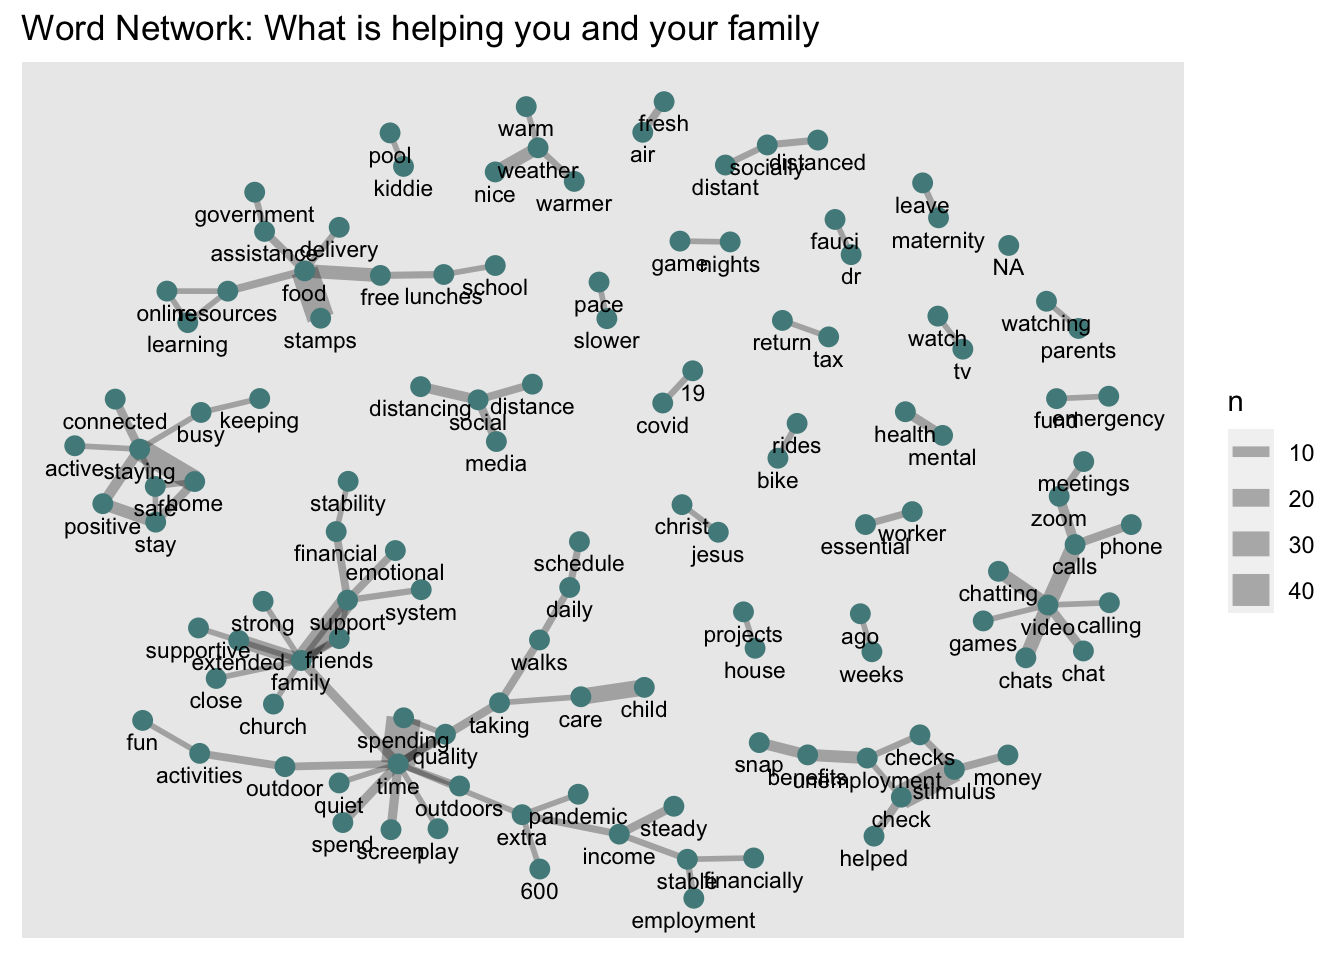 Word Network: What is helping you and your family
fresh
warm
air
pool
weather
socially
distanced
kiddie
nice
distant
warmer
leave
government
maternity
fauci
delivery
assistance
game
nights
NA
dr
food
free
lunches
school
pace
online
resources
watching
stamps
slower
return
watch
parents
learning
tax
tv
19
distancing
distance
connected
keeping
social
covid
fund
emergency
busy
health
rides
mental
active
staying
media
bike
meetings
stability
safe
home
zoom
positive
christ
worker
stay
essential
phone
financial
jesus
schedule
calls
emotional
chatting
daily
system
strong
support
video
calling
projects
ago
games
supportive
extended
friends
walks
house
weeks
chat
family
chats
close
child
care
church
taking
fun
spending
quality
checks
snap
benefits
unemployment
money
activities
time
outdoor
stimulus
quiet
outdoors
pandemic
check
steady
extra
spend
screen
play
income
helped
stable
financially
600
employment
n
10
20
30
40